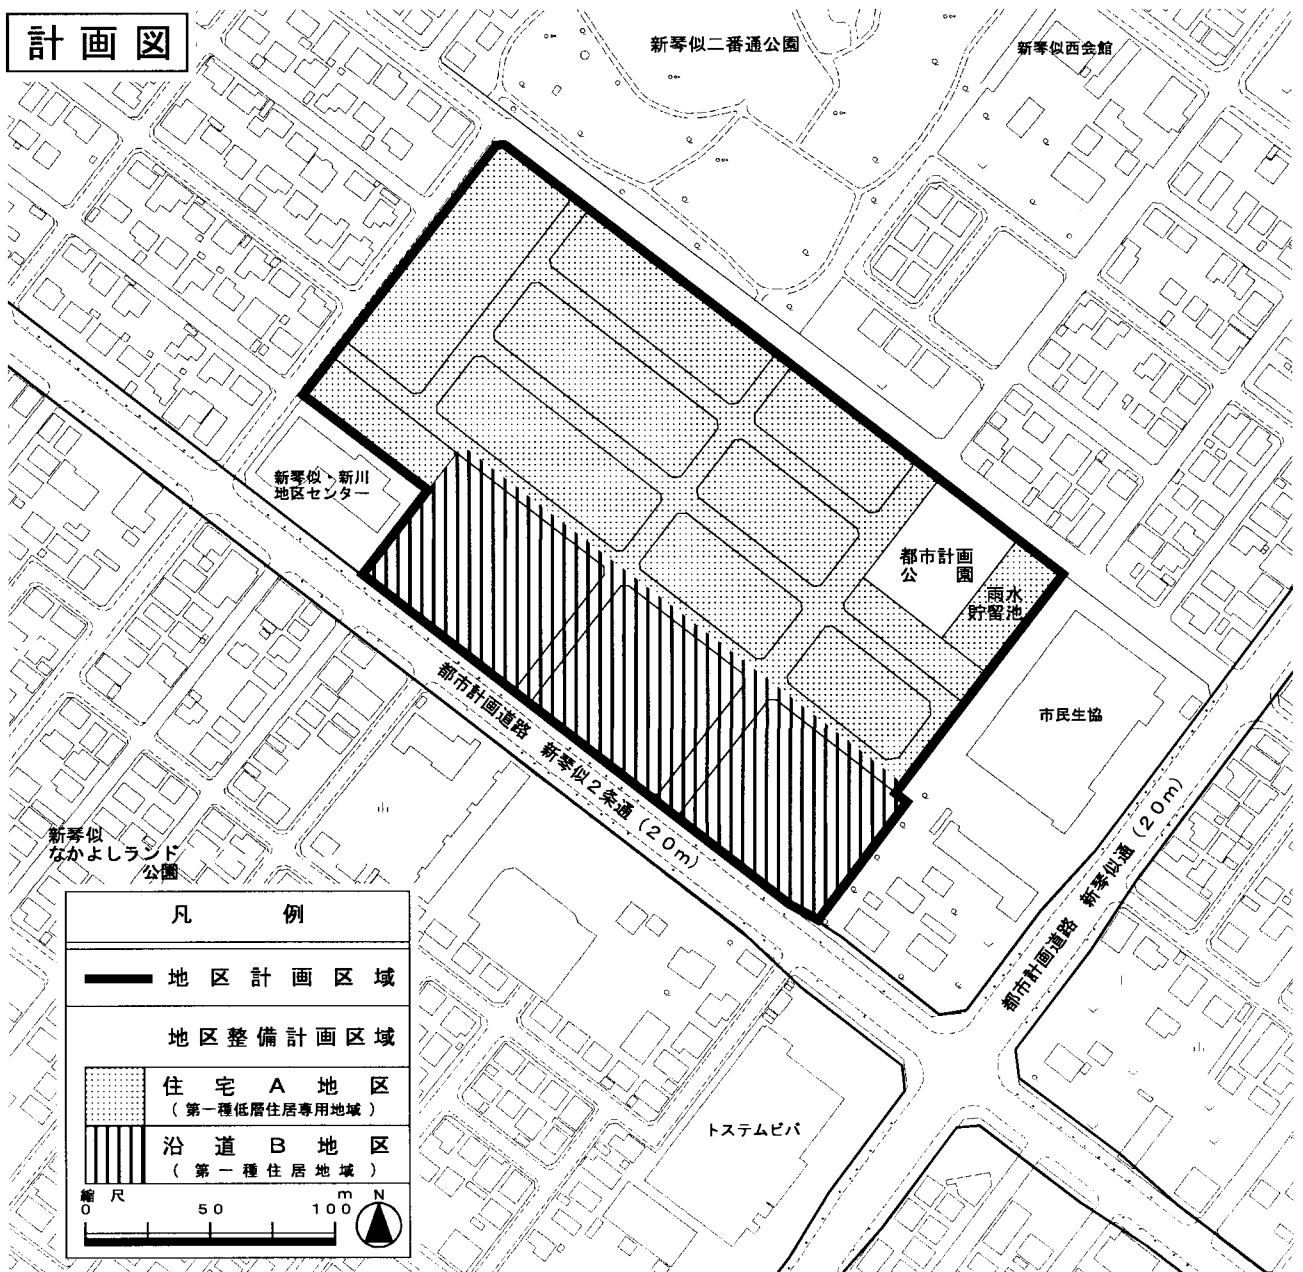 計画図
新琴似二番通公園
新琴似西会館
新琴似・新川
地区センター
都市計画
公園
雨水
貯留池
市民生協
都市計画道路 新琴似2条通(20m)
都市計画道路 新琴似通(20m)
新琴似
なかよしランド
公園
トステムビバ
凡例
地区計画区域
地区整備計画区域
住宅A地区
(第一種低層住居専用地域)
沿道B地区
(第一種住居地域)
縮尺
0 50 100 m N